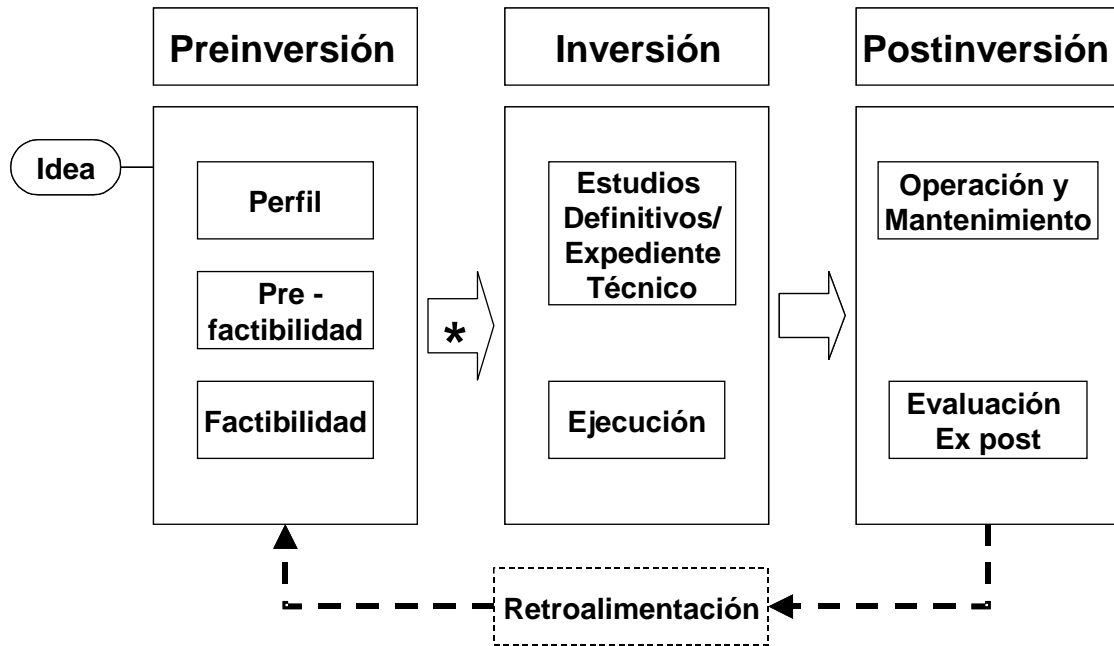 Preinversión
Inversión
Postinversión
Idea
Perfil
Pre -
factibilidad
Factibilidad
*
Estudios
Definitivos/
Expediente
Técnico
Ejecución
Operación y
Mantenimiento
Evaluación
Ex post
Retroalimentación